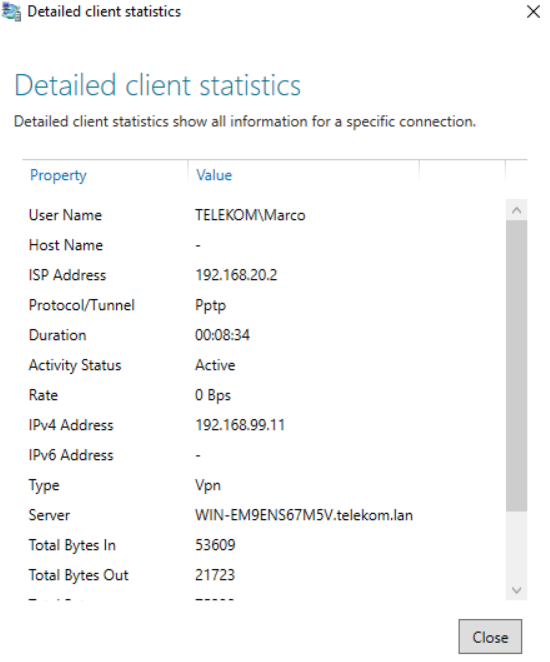 Detailed client statistics
Detailed client statistics
Detailed client statistics show all information for a specific connection.
Property Value
User Name TELEKOM\Marco
Host Name -
ISP Address 192.168.20.2
Protocol/Tunnel Pptp
Duration 00:08:34
Activity Status Active
Rate 0 Bps
IPv4 Address 192.168.99.11
IPv6 Address -
Type Vpn
Server WIN-EM9ENS67M5V.telekom.lan
Total Bytes In 53609
Total Bytes Out 21723
Close